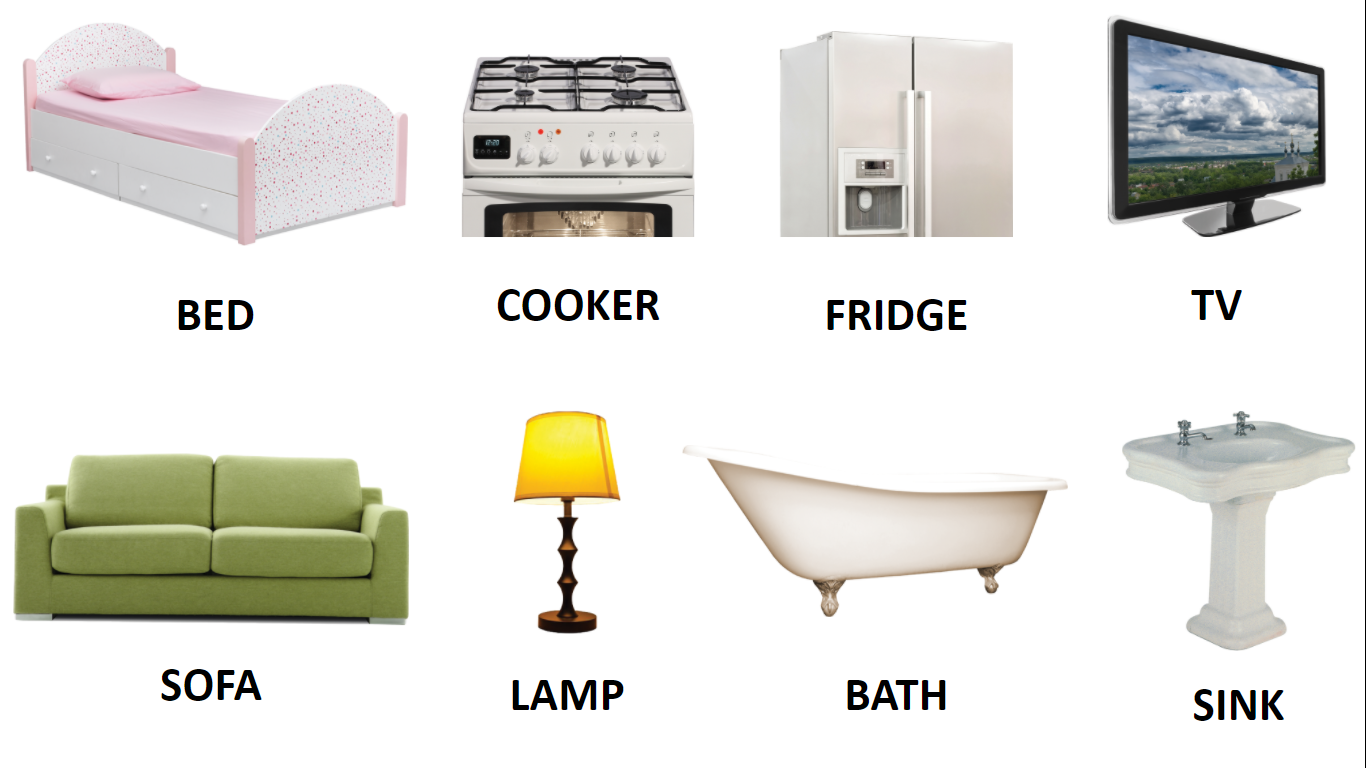 BED
COOKER
FRIDGE
TV
SOFA
LAMP
BATH
SINK